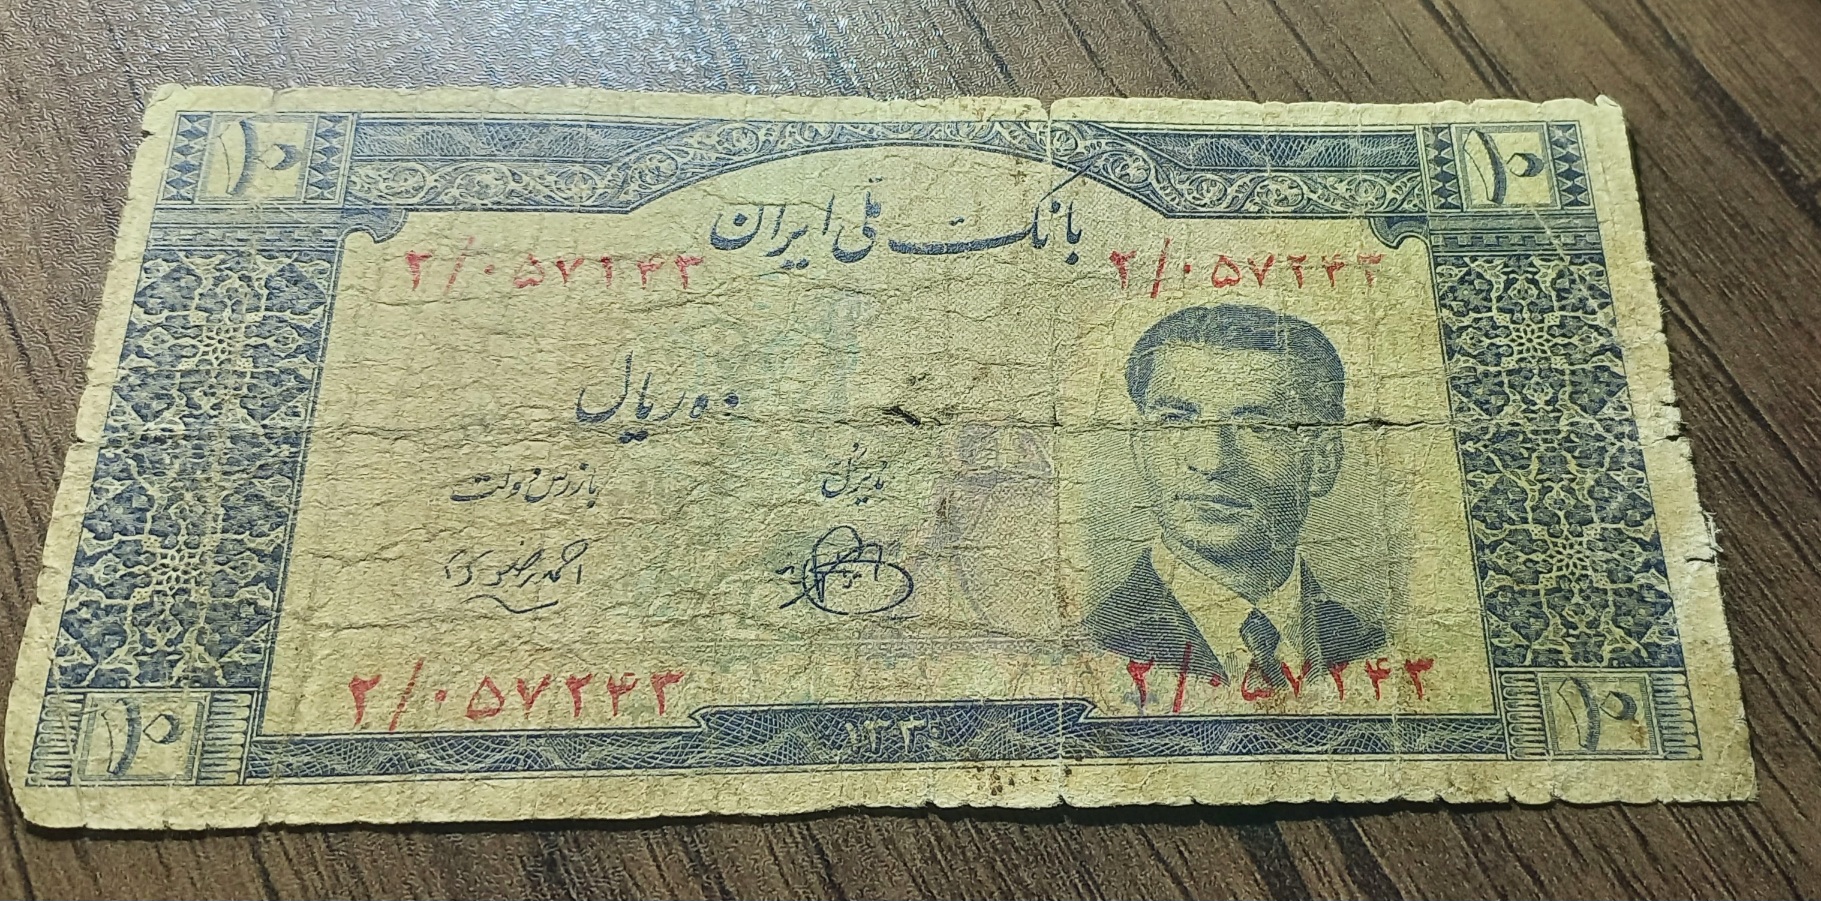 ۱۰ ۱۰
بانک ملّی ایران
۲/۰۵۷۲۴۳ ۲/۰۵۷۲۴۳
ده ریال
مدیر کل بازرس دولت
۲/۰۵۷۲۴۳ ۲/۰۵۷۲۴۳
۱۳۳۰
۱۰ ۱۰